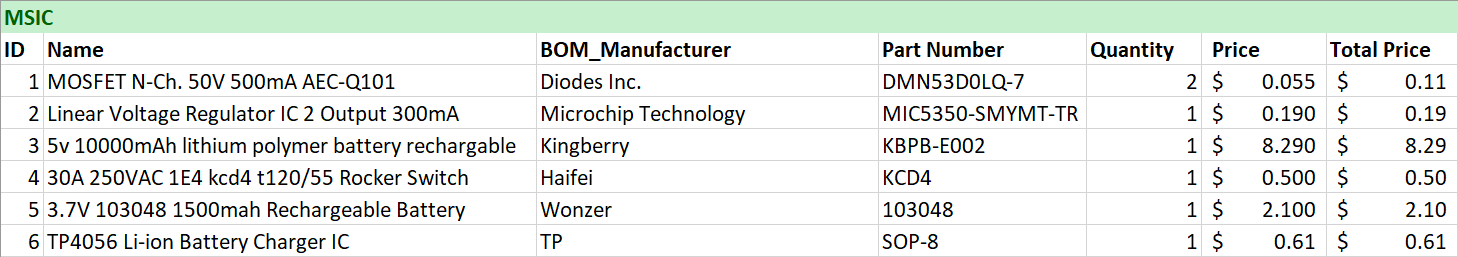 MSIC
ID Name BOM_Manufacturer Part Number Quantity Price Total Price
1 MOSFET N-Ch. 50V 500mA AEC-Q101 Diodes Inc. DMN53D0LQ-7 2 $ 0.055 $ 0.11
2 Linear Voltage Regulator IC 2 Output 300mA Microchip Technology MIC5350-SMYMT-TR 1 $ 0.190 $ 0.19
3 5v 10000mAh lithium polymer battery rechargable Kingberry KBPB-E002 1 $ 8.290 $ 8.29
4 30A 250VAC 1E4 kcd4 t120/55 Rocker Switch Haifei KCD4 1 $ 0.500 $ 0.50
5 3.7V 103048 1500mah Rechargeable Battery Wonzer 103048 1 $ 2.100 $ 2.10
6 TP4056 Li-ion Battery Charger IC TP SOP-8 1 $ 0.61 $ 0.61